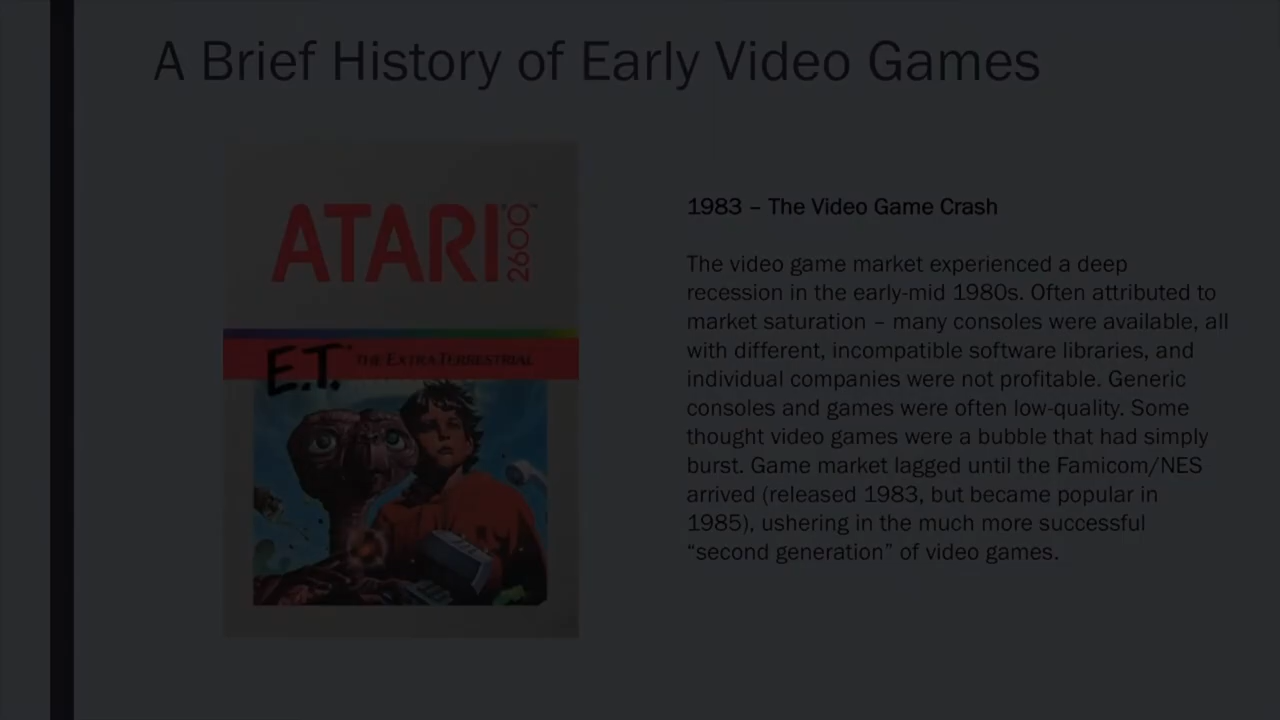 A Brief History of Early Video Games
ATARI 2600™
E.T.™ THE EXTRA-TERRESTRIAL
1983 – The Video Game Crash
The video game market experienced a deep
recession in the early-mid 1980s. Often attributed to
market saturation – many consoles were available, all
with different, incompatible software libraries, and
individual companies were not profitable. Generic
consoles and games were often low-quality. Some
thought video games were a bubble that had simply
burst. Game market lagged until the Famicom/NES
arrived (released 1983, but became popular in
1985), ushering in the much more successful
“second generation” of video games.